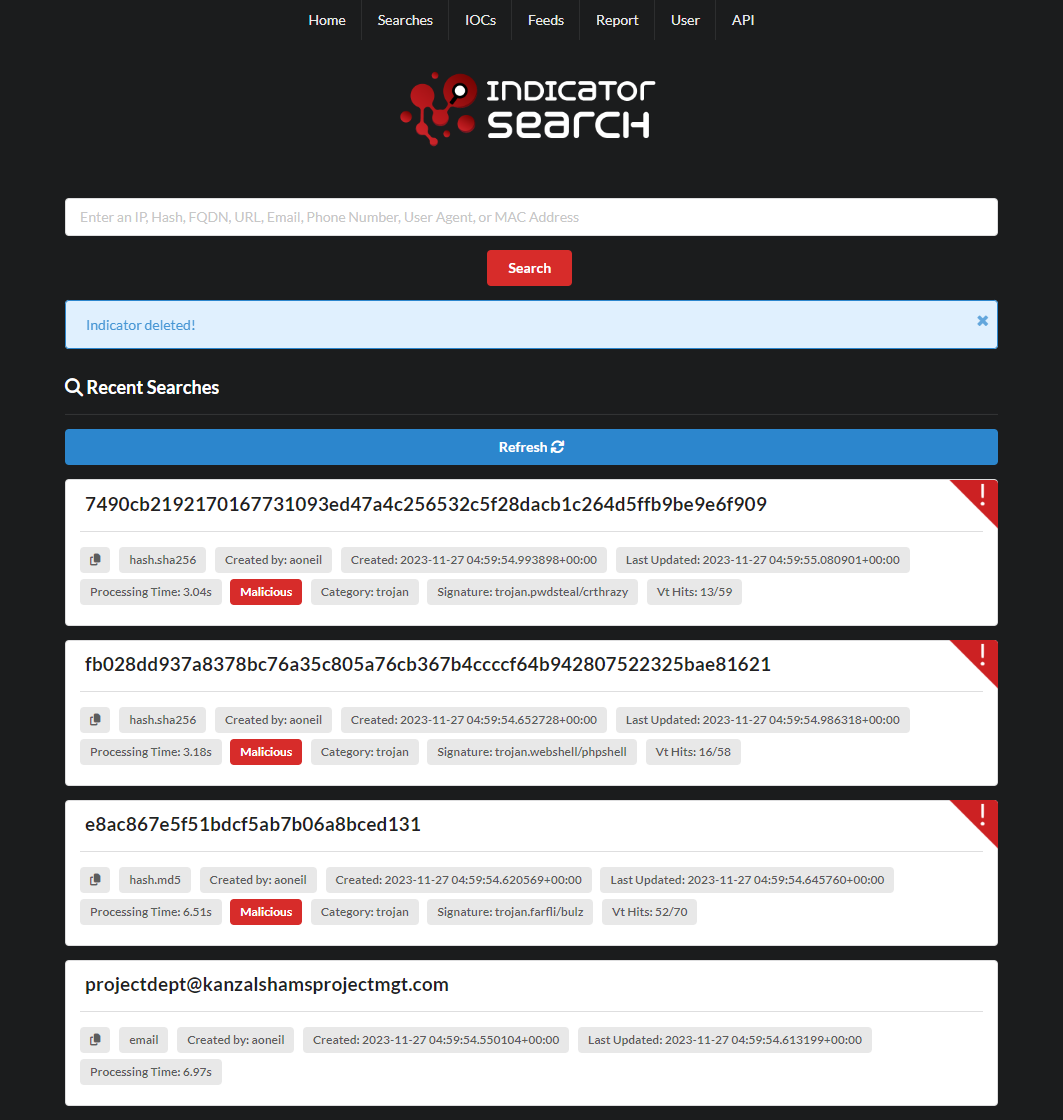 Home Searches IOCs Feeds Report User API
INDICATOR
SEARCH
Enter an IP, Hash, FQDN, URL, Email, Phone Number, User Agent, or MAC Address
Search
Indicator deleted!
Recent Searches
Refresh
7490cb2192170167731093ed47a4c256532c5f28dacb1c264d5ffb9be9e6f909
hash.sha256 Created by: aoneil Created: 2023-11-27 04:59:54.993898+00:00 Last Updated: 2023-11-27 04:59:55.080901+00:00
Processing Time: 3.04s Malicious Category: trojan Signature: trojan.pwdsteal/crthrazy Vt Hits: 13/59
fb028dd937a8378bc76a35c805a76cb367b4ccccf64b942807522325bae81621
hash.sha256 Created by: aoneil Created: 2023-11-27 04:59:54.652728+00:00 Last Updated: 2023-11-27 04:59:54.986318+00:00
Processing Time: 3.18s Malicious Category: trojan Signature: trojan.webshell/phpshell Vt Hits: 16/58
e8ac867e5f51bdcf5ab7b06a8bced131
hash.md5 Created by: aoneil Created: 2023-11-27 04:59:54.620569+00:00 Last Updated: 2023-11-27 04:59:54.645760+00:00
Processing Time: 6.51s Malicious Category: trojan Signature: trojan.farfli/bulz Vt Hits: 52/70
projectdept@kanzalshamsprojectmgt.com
email Created by: aoneil Created: 2023-11-27 04:59:54.550104+00:00 Last Updated: 2023-11-27 04:59:54.613199+00:00
Processing Time: 6.97s